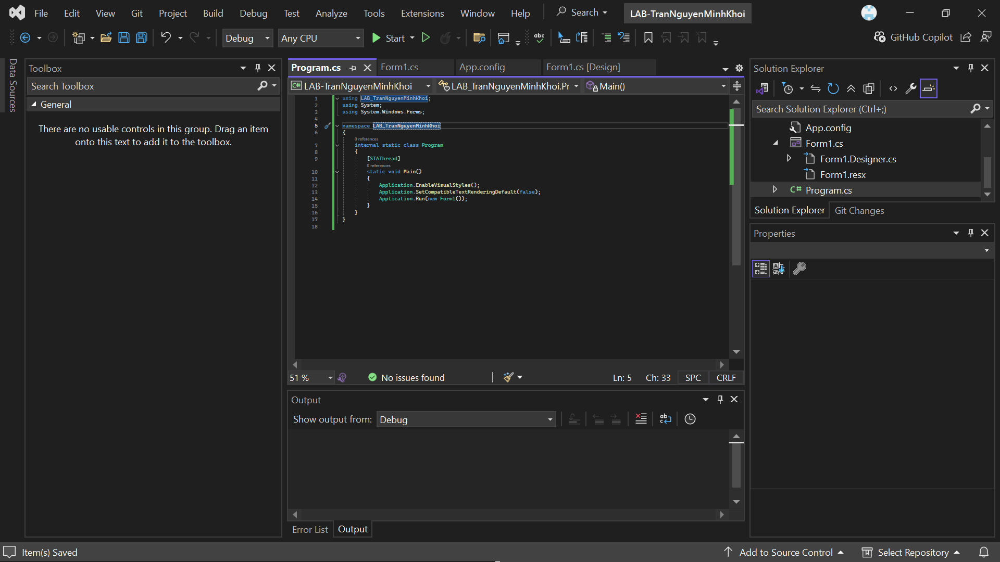 File Edit View Git Project Build Debug Test Analyze Tools Extensions Window Help Search LAB-TranNguyenMinhKhoi
Debug Any CPU Start GitHub Copilot
Data Sources
Toolbox
Search Toolbox
General
There are no usable controls in this group. Drag an item
onto this text to add it to the toolbox.
Program.cs Form1.cs App.config Form1.cs [Design]
LAB-TranNguyenMinhKhoi LAB_TranNguyenMinhKhoi.Pr Main()
1 using LAB_TranNguyenMinhKhoi;
2 using System;
3 using System.Windows.Forms;
4
5 namespace LAB_TranNguyenMinhKhoi
6 {
0 references
7 internal static class Program
8 {
9 [STAThread]
0 references
10 static void Main()
11 {
12 Application.EnableVisualStyles();
13 Application.SetCompatibleTextRenderingDefault(false);
14 Application.Run(new Form1());
15 }
16 }
17 }
18
51 % No issues found Ln: 5 Ch: 33 SPC CRLF
Output
Show output from: Debug
Error List Output
Solution Explorer
Search Solution Explorer (Ctrl+;)
App.config
Form1.cs
Form1.Designer.cs
Form1.resx
C# Program.cs
Solution Explorer Git Changes
Properties
Item(s) Saved Add to Source Control Select Repository